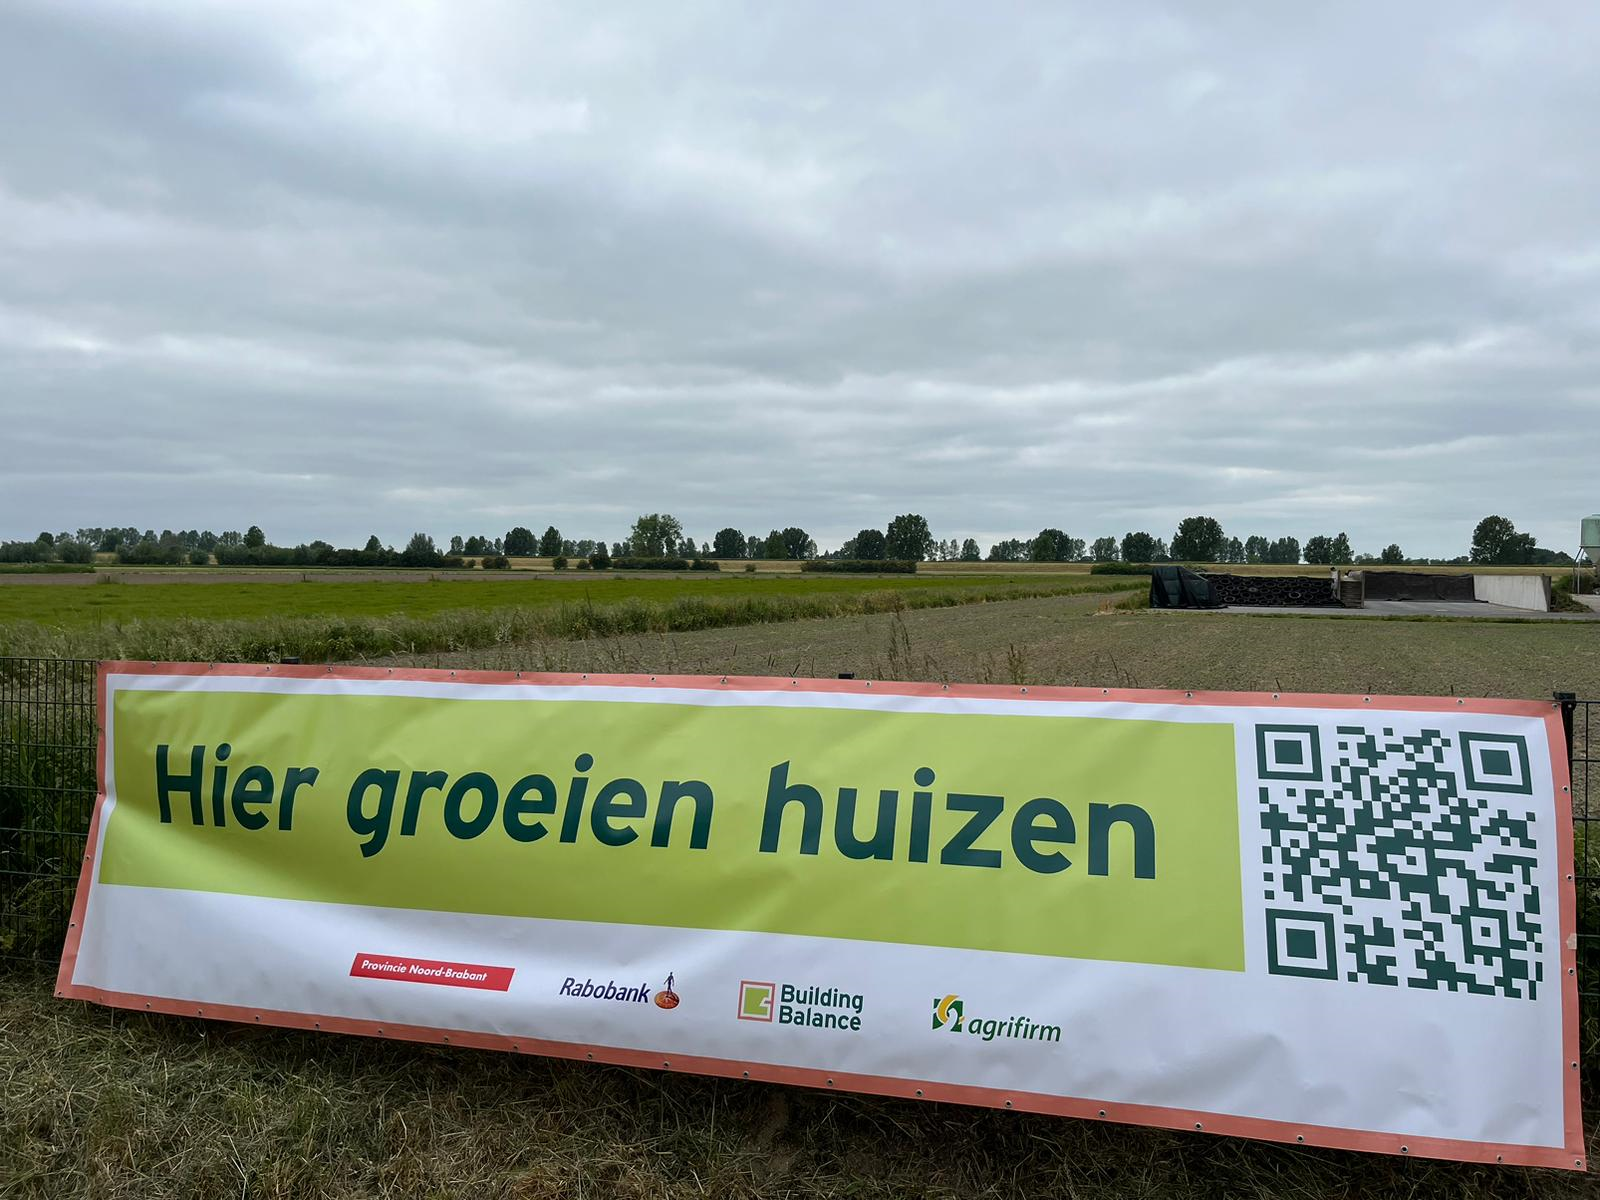 Hier groeien huizen
Provincie Noord-Brabant
Rabobank
Building
Balance
agrifirm